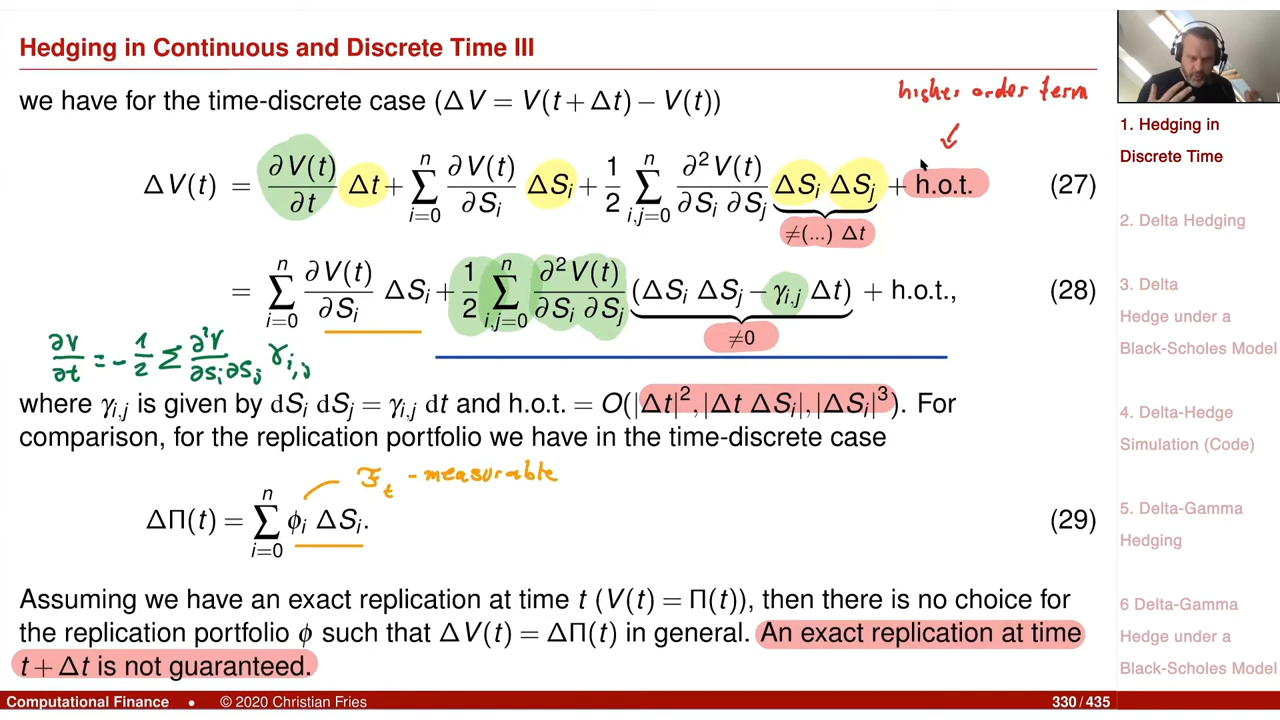 Hedging in Continuous and Discrete Time III
we have for the time-discrete case (ΔV = V(t+Δt) − V(t))
higher order term
ΔV(t) = ∂V(t)/∂t Δt + ∑_{i=0}^{n} ∂V(t)/∂S_i ΔS_i + 1/2 ∑_{i,j=0}^{n} ∂²V(t)/∂S_i ∂S_j ΔS_i ΔS_j + h.o.t. (27)
≠(...) Δt
= ∑_{i=0}^{n} ∂V(t)/∂S_i ΔS_i + 1/2 ∑_{i,j=0}^{n} ∂²V(t)/∂S_i ∂S_j (ΔS_i ΔS_j − γ_{i,j} Δt) + h.o.t., (28)
≠0
∂V/∂t = − 1/2 ∑ ∂²V/∂S_i ∂S_j γ_{i,j}
where γ_{i,j} is given by dS_i dS_j = γ_{i,j} dt and h.o.t. = O(|Δt|², |Δt ΔS_i|, |ΔS_i|³). For
comparison, for the replication portfolio we have in the time-discrete case
F_t - measurable
ΔΠ(t) = ∑_{i=0}^{n} ϕ_i ΔS_i. (29)
Assuming we have an exact replication at time t (V(t) = Π(t)), then there is no choice for
the replication portfolio ϕ such that ΔV(t) = ΔΠ(t) in general. An exact replication at time
t + Δt is not guaranteed.
1. Hedging in
Discrete Time
2. Delta Hedging
3. Delta
Hedge under a
Black-Scholes Model
4. Delta-Hedge
Simulation (Code)
5. Delta-Gamma
Hedging
6 Delta-Gamma
Hedge under a
Black-Scholes Model
Computational Finance • © 2020 Christian Fries 330 / 435